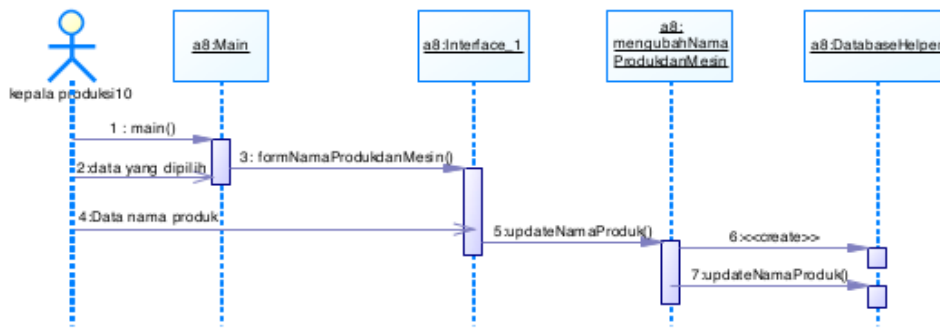 a8:Main
a8:Interface_1
a8:
mengubahNama
ProdukdanMesin
a8:DatabaseHelper
kepala produksi10
1 : main()
2:data yang dipilih
3: formNamaProdukdanMesin()
4:Data nama produk
5:updateNamaProduk()
6:<<create>>
7:updateNamaProduk()